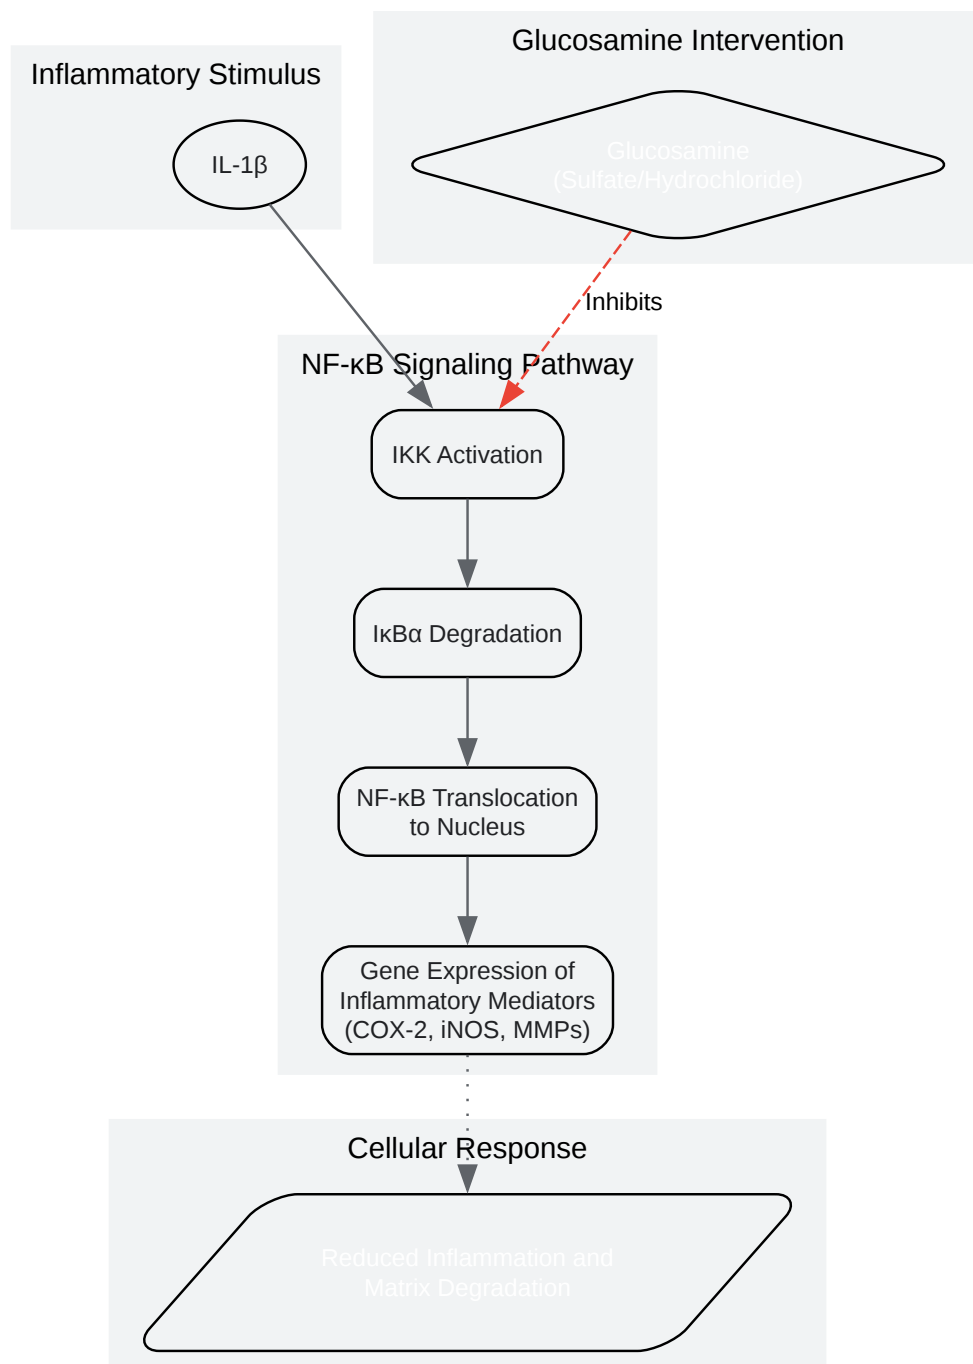 Glucosamine Intervention
Inflammatory Stimulus
IL-1β
Glucosamine
(Sulfate/Hydrochloride)
Inhibits
NF-κB Signaling Pathway
IKK Activation
IκBα Degradation
NF-κB Translocation
to Nucleus
Gene Expression of
Inflammatory Mediators
(COX-2, iNOS, MMPs)
Cellular Response
Reduced Inflammation and
Matrix Degradation